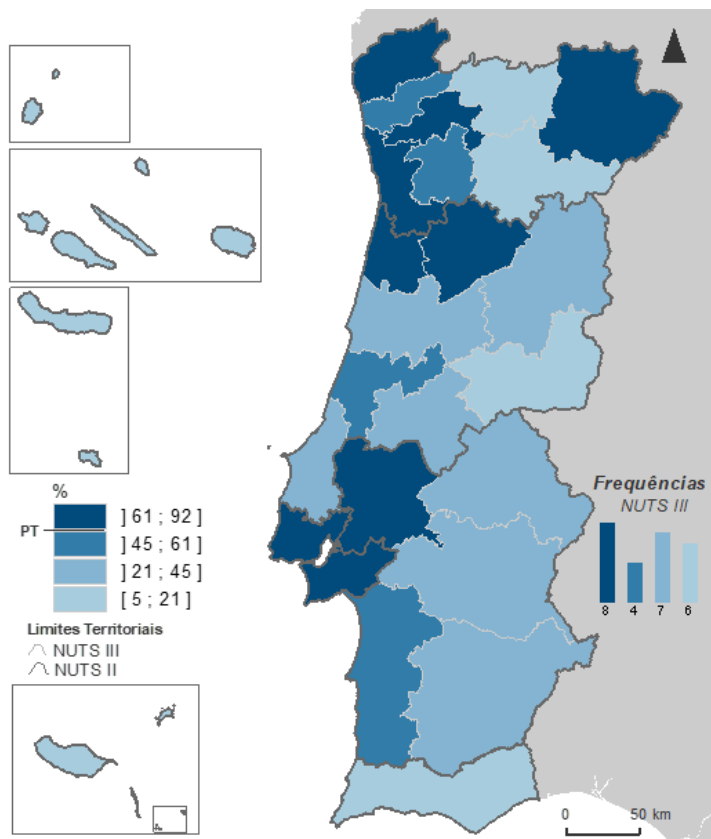 %
] 61 ; 92 ]
PT
] 45 ; 61 ]
] 21 ; 45 ]
[ 5 ; 21 ]
Limites Territoriais
NUTS III
NUTS II
Frequências
NUTS III
8 4 7 6
0 50 km